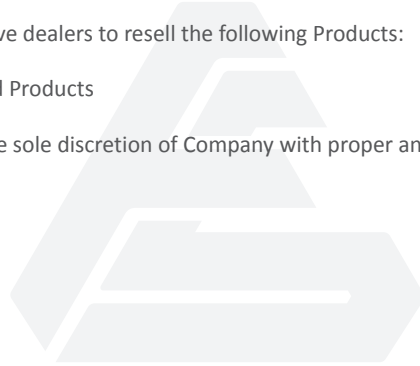 ve dealers to resell the following Products:
Products
e sole discretion of Company with proper an